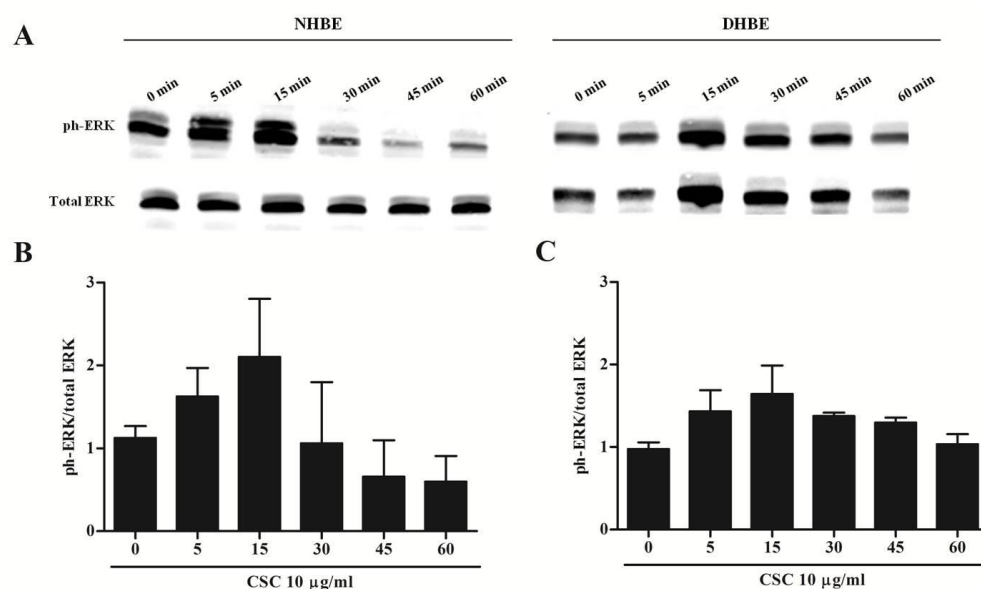 NHBE DHBE
A
0 min 5 min 15 min 30 min 45 min 60 min 0 min 5 min 15 min 30 min 45 min 60 min
ph-ERK
Total ERK
B
3
2
1
0
ph-ERK/total ERK
0 5 15 30 45 60
CSC 10 µg/ml
C
3
2
1
0
ph-ERK/total ERK
0 5 15 30 45 60
CSC 10 µg/ml